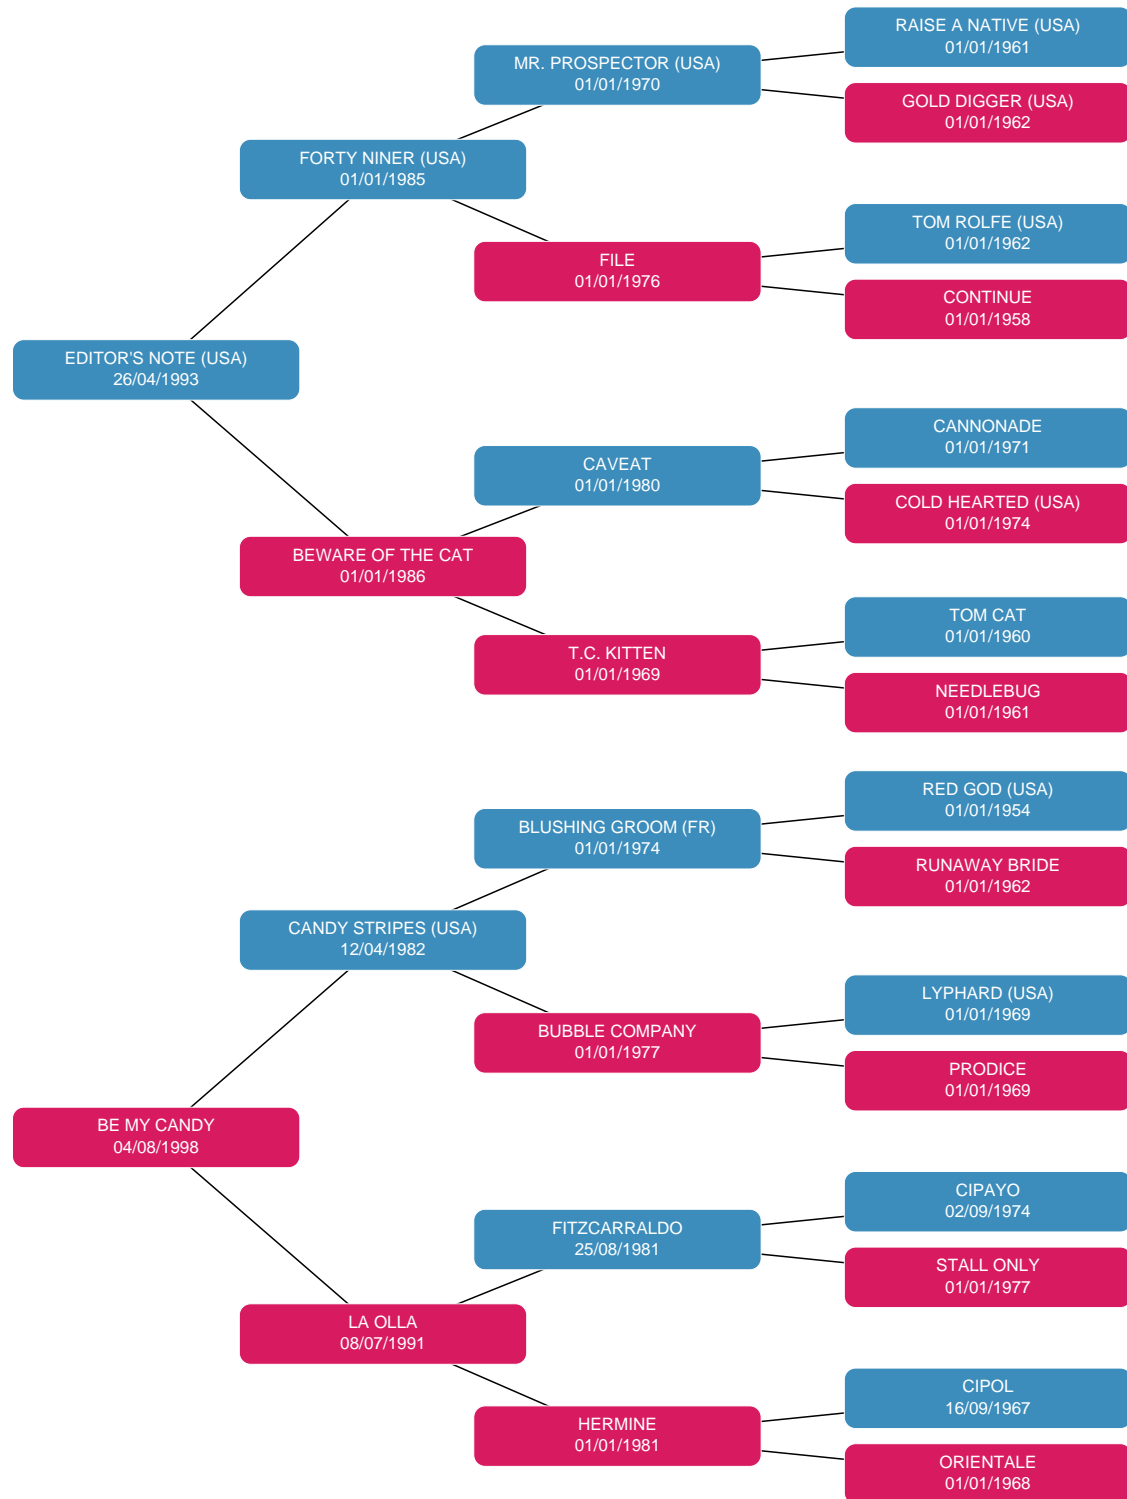 RAISE A NATIVE (USA)
01/01/1961
MR. PROSPECTOR (USA)
01/01/1970
GOLD DIGGER (USA)
01/01/1962
FORTY NINER (USA)
01/01/1985
TOM ROLFE (USA)
01/01/1962
FILE
01/01/1976
CONTINUE
01/01/1958
EDITOR'S NOTE (USA)
26/04/1993
CANNONADE
01/01/1971
CAVEAT
01/01/1980
COLD HEARTED (USA)
01/01/1974
BEWARE OF THE CAT
01/01/1986
TOM CAT
01/01/1960
T.C. KITTEN
01/01/1969
NEEDLEBUG
01/01/1961
RED GOD (USA)
01/01/1954
BLUSHING GROOM (FR)
01/01/1974
RUNAWAY BRIDE
01/01/1962
CANDY STRIPES (USA)
12/04/1982
LYPHARD (USA)
01/01/1969
BUBBLE COMPANY
01/01/1977
PRODICE
01/01/1969
BE MY CANDY
04/08/1998
CIPAYO
02/09/1974
FITZCARRALDO
25/08/1981
STALL ONLY
01/01/1977
LA OLLA
08/07/1991
CIPOL
16/09/1967
HERMINE
01/01/1981
ORIENTALE
01/01/1968